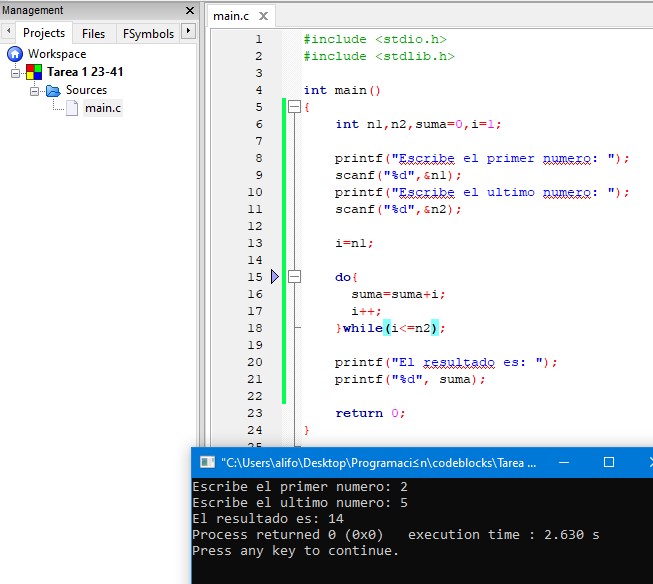 Management
Projects Files FSymbols
Workspace
Tarea 1 23-41
Sources
main.c
main.c
1 #include <stdio.h>
2 #include <stdlib.h>
3
4 int main()
5 {
6 int n1,n2,suma=0,i=1;
7
8 printf("Escribe el primer numero: ");
9 scanf("%d",&n1);
10 printf("Escribe el ultimo numero: ");
11 scanf("%d",&n2);
12
13 i=n1;
14
15 do{
16 suma=suma+i;
17 i++;
18 }while(i<=n2);
19
20 printf("El resultado es: ");
21 printf("%d", suma);
22
23 return 0;
24 }
25
"C:\Users\alifo\Desktop\Programaci≤n\codeblocks\Tarea ...
Escribe el primer numero: 2
Escribe el ultimo numero: 5
El resultado es: 14
Process returned 0 (0x0) execution time : 2.630 s
Press any key to continue.